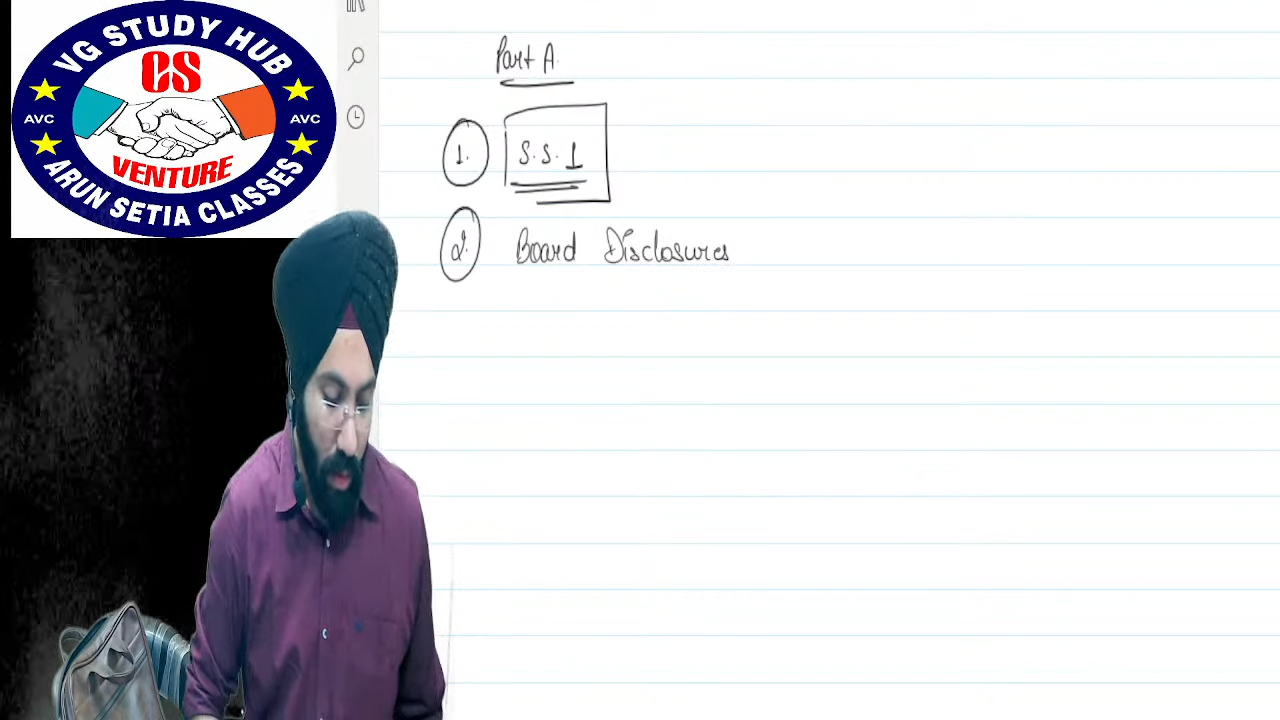 VG STUDY HUB
CS
AVC
AVC
VENTURE
ARUN SETIA CLASSES
Part A.
1. S.S. 1
2. Board Disclosures